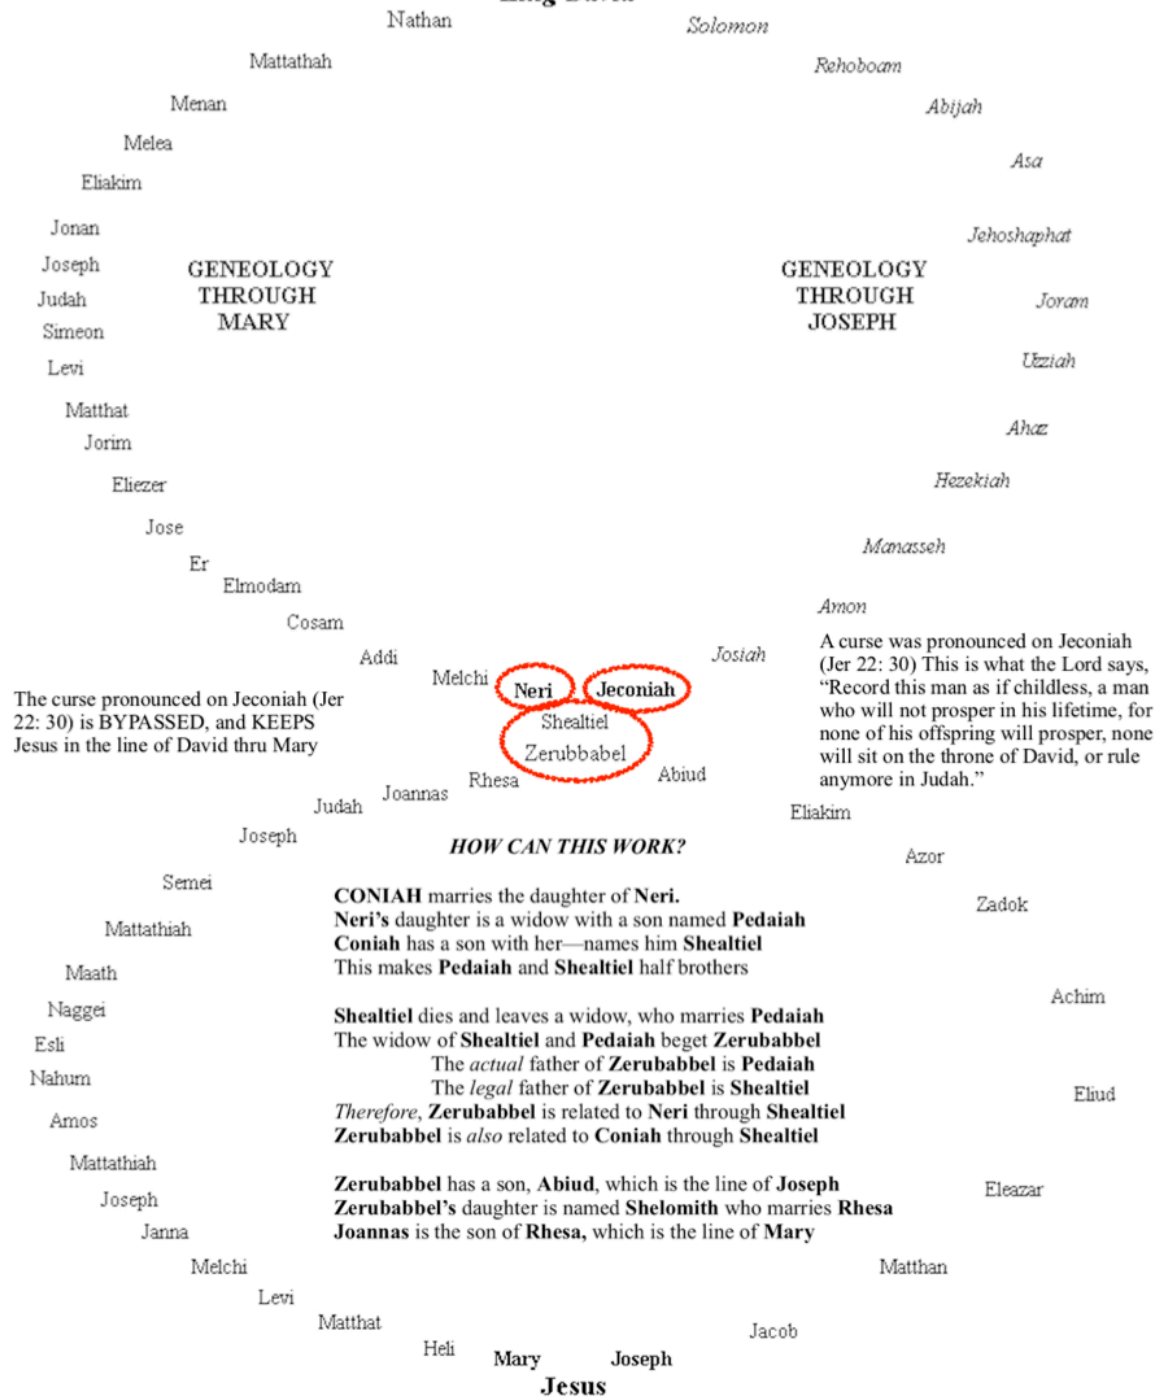 King David
Nathan
Mattathah
Menan
Melea
Eliakim
Jonan
Joseph
Judah
Simeon
Levi
Matthat
Jorim
Eliezer
Jose
Er
Elmodam
Cosam
Addi
Melchi
Neri
GENEOLOGY
THROUGH
MARY
Solomon
Rehoboam
Abijah
Asa
Jehoshaphat
Joram
Uzziah
Ahaz
Hezekiah
Manasseh
Amon
Josiah
Jeconiah
GENEOLOGY
THROUGH
JOSEPH
Shealtiel
Zerubbabel
The curse pronounced on Jeconiah (Jer
22: 30) is BYPASSED, and KEEPS
Jesus in the line of David thru Mary
A curse was pronounced on Jeconiah
(Jer 22: 30) This is what the Lord says,
“Record this man as if childless, a man
who will not prosper in his lifetime, for
none of his offspring will prosper, none
will sit on the throne of David, or rule
anymore in Judah.”
Rhesa
Joannas
Judah
Joseph
Semei
Mattathiah
Maath
Naggei
Esli
Nahum
Amos
Mattathiah
Joseph
Janna
Melchi
Levi
Matthat
Heli
Abiud
Eliakim
Azor
Zadok
Achim
Eliud
Eleazar
Matthan
Jacob
HOW CAN THIS WORK?
CONIAH marries the daughter of Neri.
Neri’s daughter is a widow with a son named Pedaiah
Coniah has a son with her—names him Shealtiel
This makes Pedaiah and Shealtiel half brothers
Shealtiel dies and leaves a widow, who marries Pedaiah
The widow of Shealtiel and Pedaiah beget Zerubbabel
The actual father of Zerubabbel is Pedaiah
The legal father of Zerubabbel is Shealtiel
Therefore, Zerubabbel is related to Neri through Shealtiel
Zerubabbel is also related to Coniah through Shealtiel
Zerubabbel has a son, Abiud, which is the line of Joseph
Zerubabbel’s daughter is named Shelomith who marries Rhesa
Joannas is the son of Rhesa, which is the line of Mary
Mary Joseph
Jesus